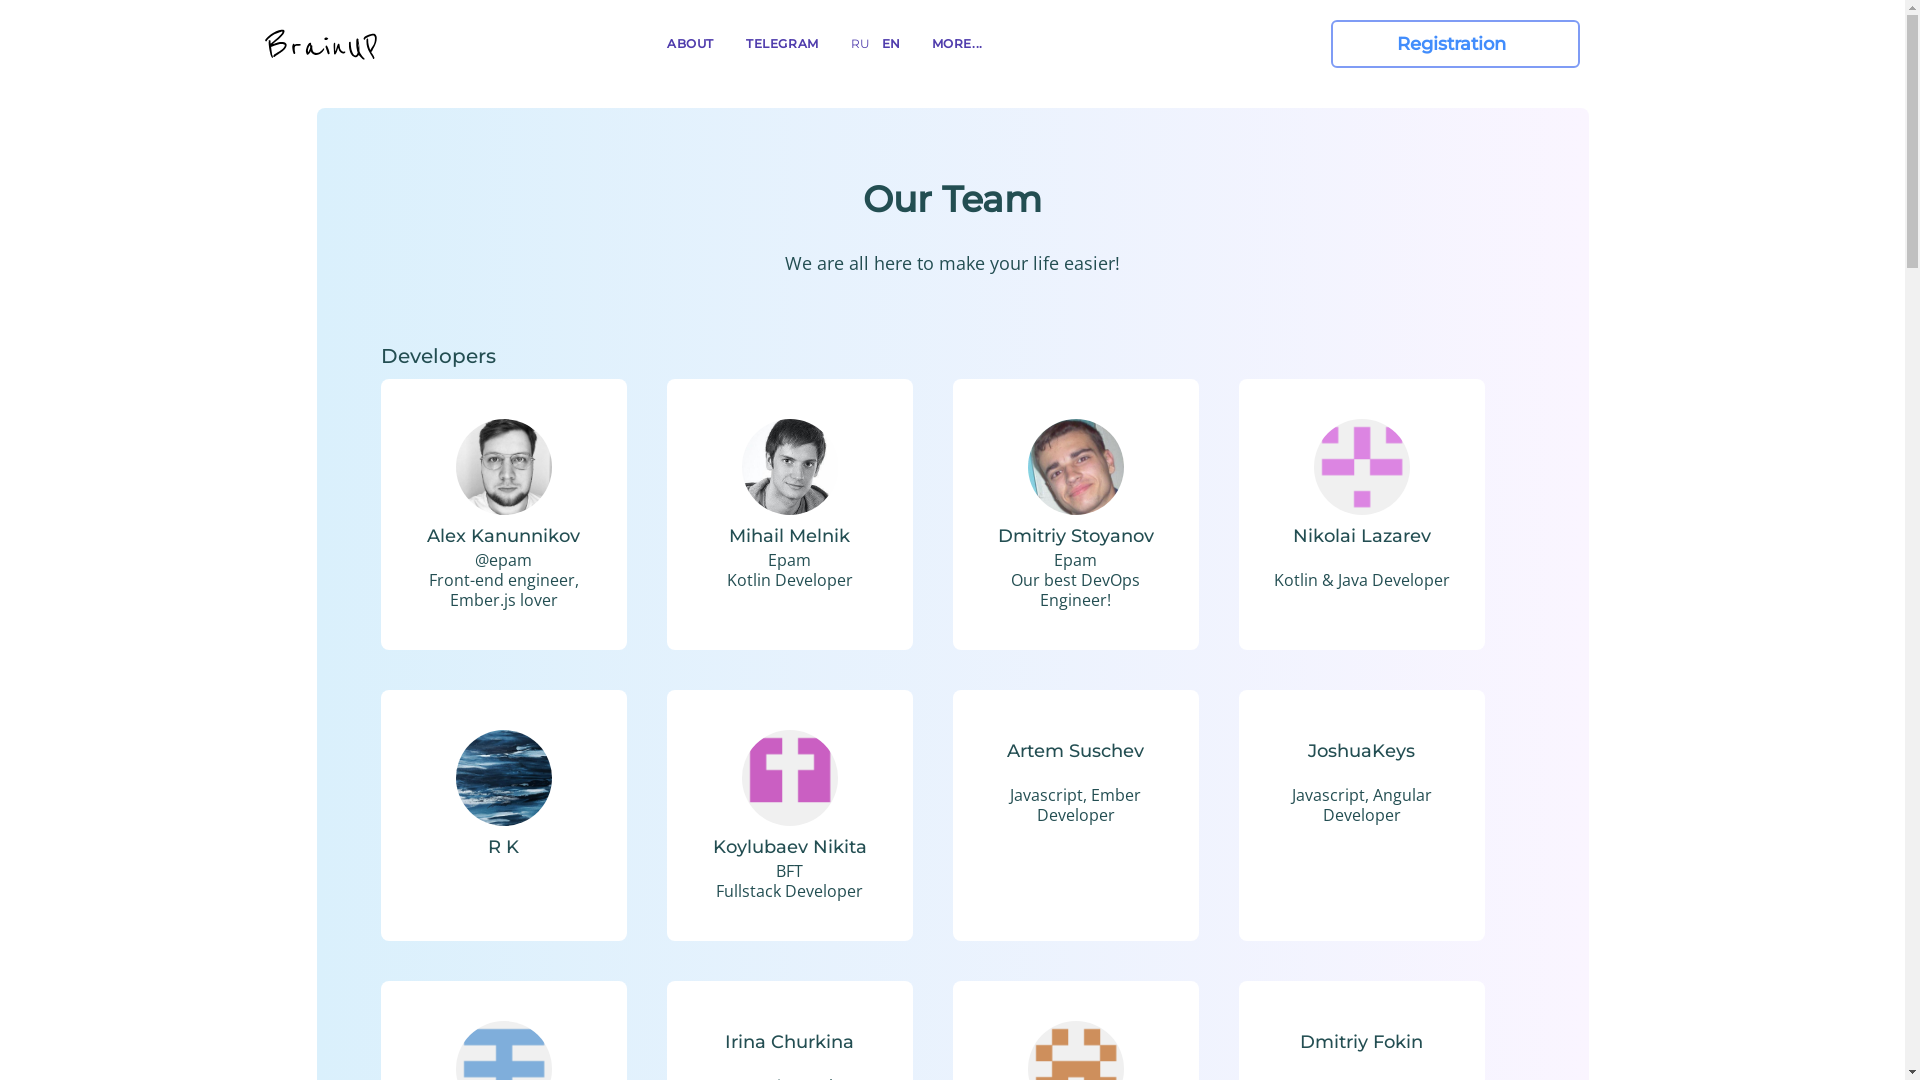 BrainUP
ABOUT
TELEGRAM
RU
EN
MORE...
Registration
Our Team
We are all here to make your life easier!
Developers
Alex Kanunnikov
@epam
Front-end engineer,
Ember.js lover
Mihail Melnik
Epam
Kotlin Developer
Dmitriy Stoyanov
Epam
Our best DevOps
Engineer!
Nikolai Lazarev
Kotlin & Java Developer
R K
Koylubaev Nikita
BFT
Fullstack Developer
Artem Suschev
Javascript, Ember
Developer
JoshuaKeys
Javascript, Angular
Developer
Irina Churkina
Dmitriy Fokin